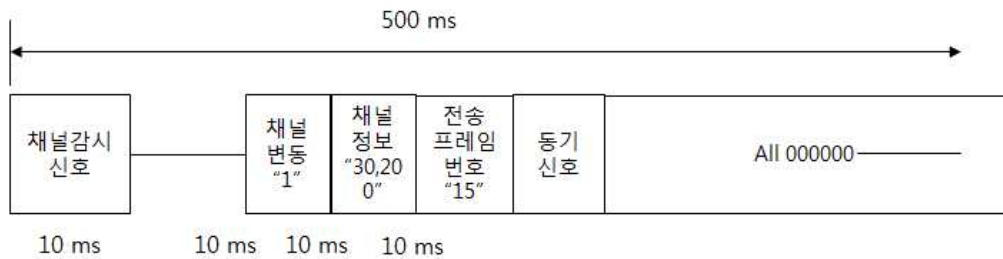 500 ms
채널감시
신호
채널
변동
“1”
채널
정보
“30,20
0”
전송
프레임
번호
“15”
동기
신호
All 000000
10 ms
10 ms
10 ms
10 ms